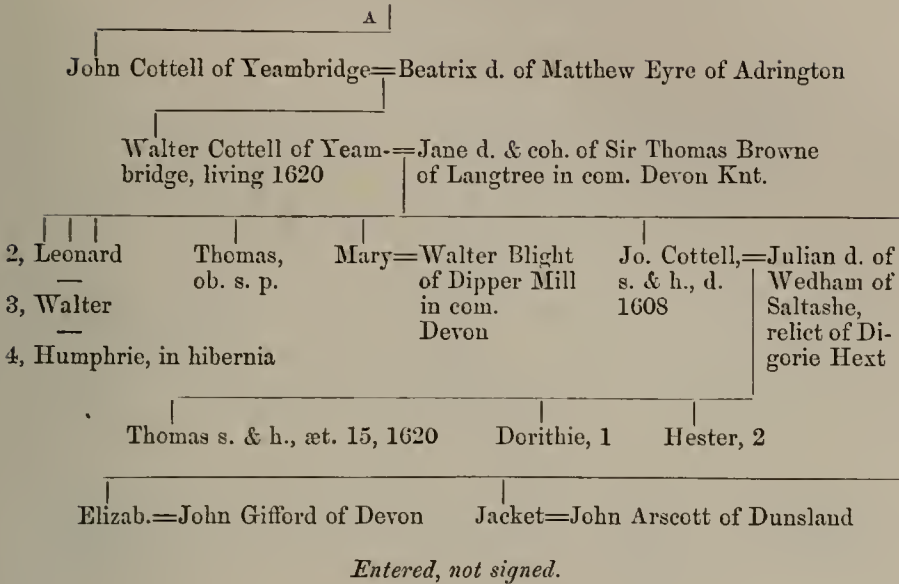 A
John Cottell of Yeambridge=Beatrix d. of Matthew Eyre of Adrington
Walter Cottell of Yeam-=Jane d. & coh. of Sir Thomas Browne
bridge, living 1620 of Langtree in com. Devon Knt.
2, Leonard
3, Walter
4, Humphrie, in hibernia
Thomas,
ob. s. p.
Mary=Walter Blight
of Dipper Mill
in com.
Devon
Jo. Cottell,=Julian d. of
s. & h., d. Wedham of
1608 Saltashe,
relict of Di-
gorie Hext
Thomas s. & h., æt. 15, 1620 Dorithie, 1 Hester, 2
Elizab.=John Gifford of Devon Jacket=John Arscott of Dunsland
Entered, not signed.